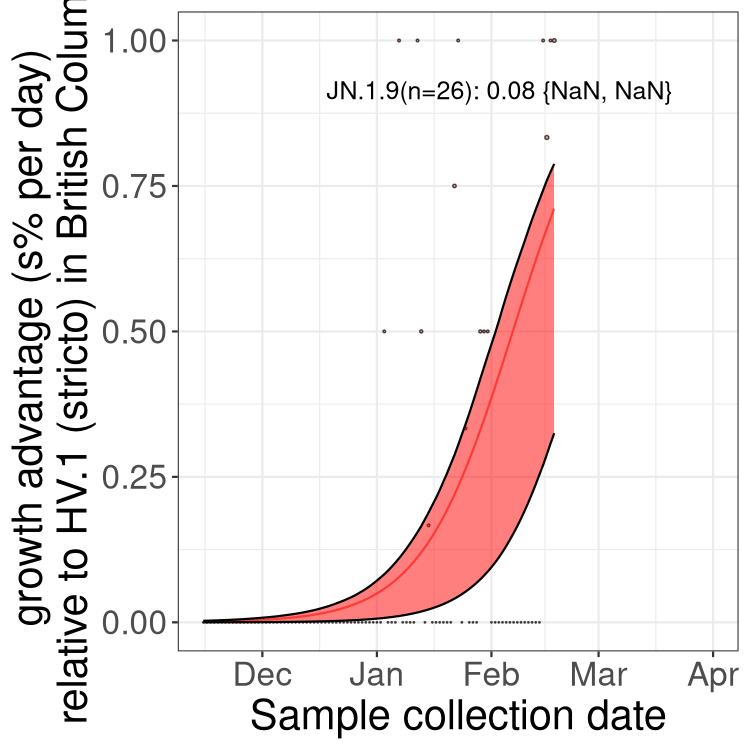 growth advantage (s% per day)
relative to HV.1 (stricto) in British Colum
1.00
0.75
0.50
0.25
0.00
JN.1.9(n=26): 0.08 {NaN, NaN}
Dec Jan Feb Mar Apr
Sample collection date